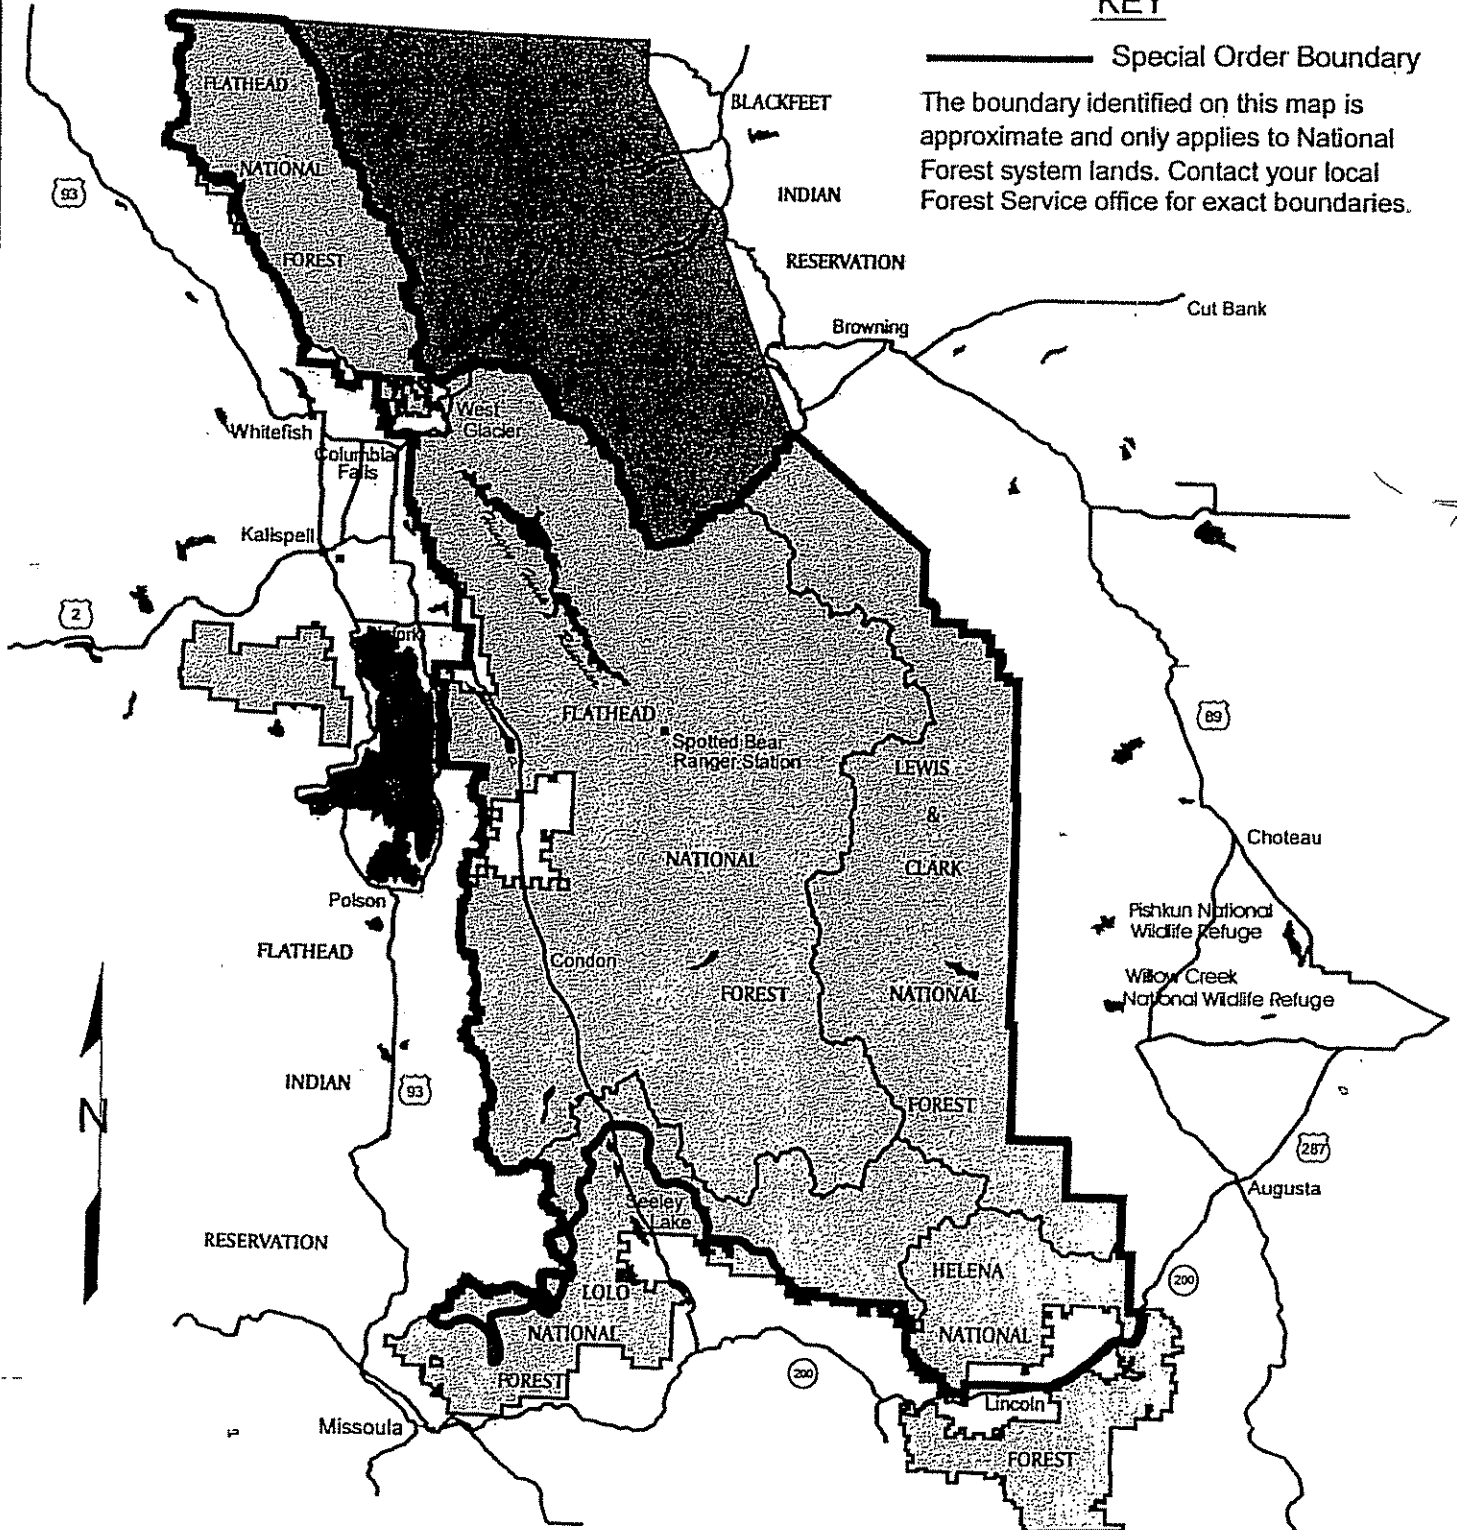 KEY
Special Order Boundary
The boundary identified on this map is
approximate and only applies to National
Forest system lands. Contact your local
Forest Service office for exact boundaries.
FLATHEAD
NATIONAL
FOREST
BLACKFEET
INDIAN
RESERVATION
93
Browning
Cut Bank
West
Glacier
Whitefish
Columbia
Falls
Kalispell
2
Hungry
Horse
FLATHEAD
Spotted Bear
Ranger Station
NATIONAL
FOREST
LEWIS
&
CLARK
NATIONAL
FOREST
89
Choteau
Pishkun National
Wildlife Refuge
Willow Creek
National Wildlife Refuge
Polson
FLATHEAD
INDIAN
RESERVATION
Condon
93
N
287
Augusta
Seeley
Lake
LOLO
NATIONAL
FOREST
HELENA
NATIONAL
FOREST
200
200
Lincoln
Missoula